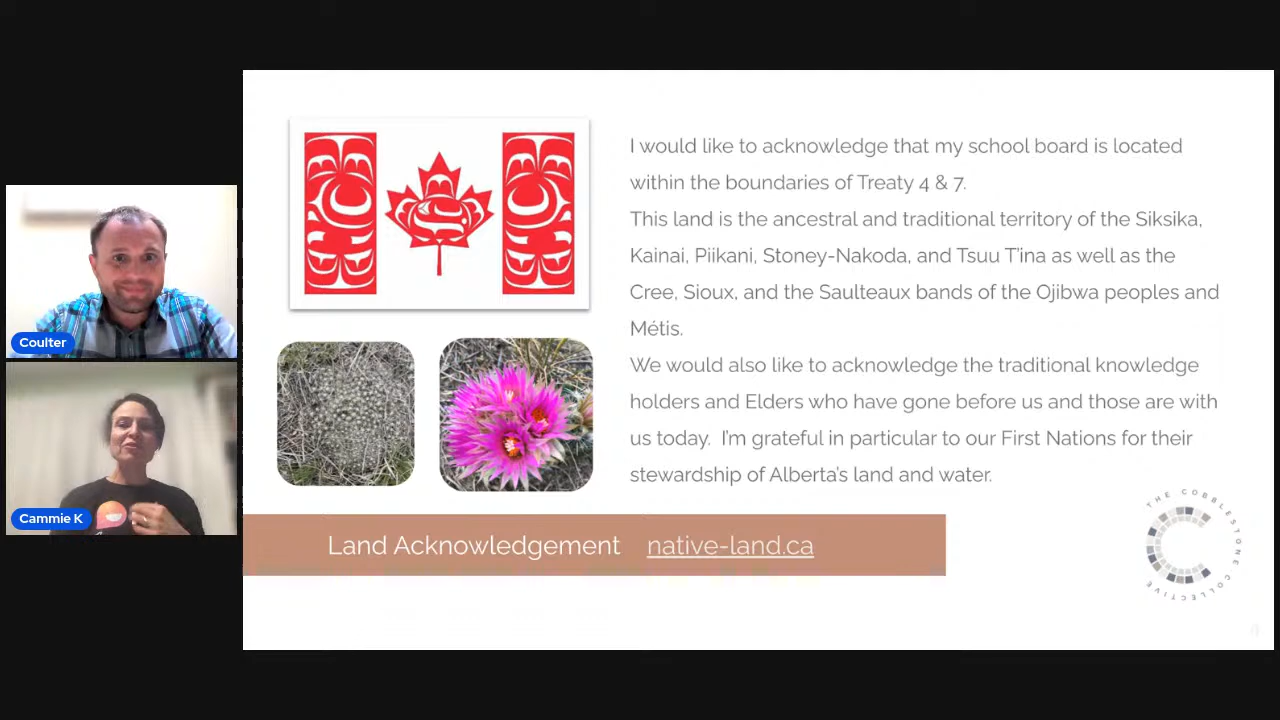 I would like to acknowledge that my school board is located
within the boundaries of Treaty 4 & 7.
This land is the ancestral and traditional territory of the Siksika,
Kainai, Piikani, Stoney-Nakoda, and Tsuu T'ina as well as the
Cree, Sioux, and the Saulteaux bands of the Ojibwa peoples and
Métis.
We would also like to acknowledge the traditional knowledge
holders and Elders who have gone before us and those are with
us today. I'm grateful in particular to our First Nations for their
stewardship of Alberta's land and water.
Coulter
Cammie K
Land Acknowledgement native-land.ca
THE COBBLESTONE COLLECTIVE